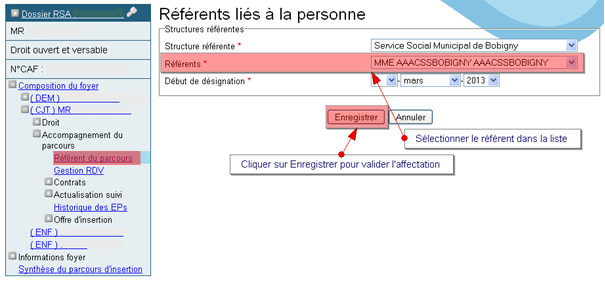 Dossier RSA
MR
Droit ouvert et versable
N°CAF :
Composition du foyer
(DEM)
(CJT) MR
Droit
Accompagnement du parcours
Référent du parcours
Gestion RDV
Contrats
Actualisation suivi
Historique des EPs
Offre d'insertion
(ENF)
(ENF) .
Informations foyer
Synthèse du parcours d'insertion
Référents liés à la personne
Structures référentes
Structure référente * Service Social Municipal de Bobigny
Référents * MME AAACSSBOBIGNY AAACSSBOBIGNY
Début de désignation * - mars - 2013
Enregistrer Annuler
Sélectionner le référent dans la liste
Cliquer sur Enregistrer pour valider l'affectation